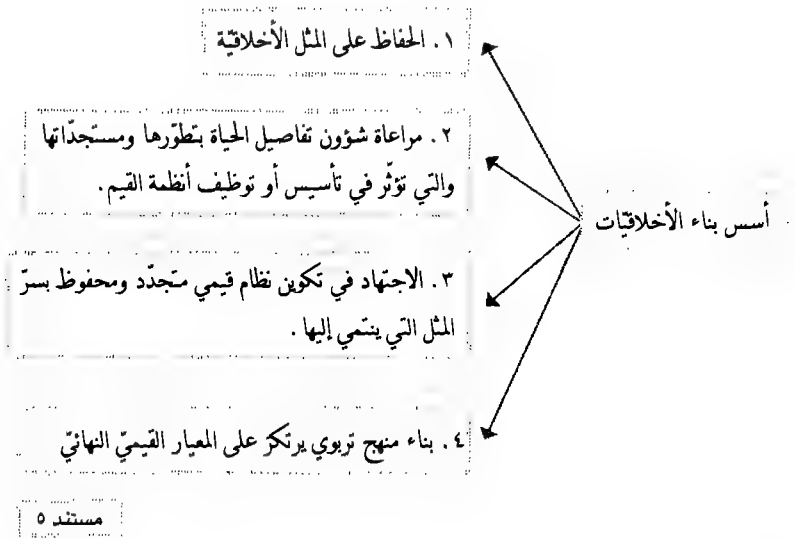 ١. الحفاظ على المثل الأخلاقيّة
٢. مراعاة شؤون تفاصيل الحياة بتطوّرها ومستجدّاتها
والتي تؤثّر في تأسيس أو توظيف أنظمة القيم.
أسس بناء الأخلاقيّات
٣. الاجتهاد في تكوين نظام قيمي متجدّد ومحفوظ بسرّ
المثل التي ينتمي إليها.
٤. بناء منهج تربوي يرتكز على المعيار القيميّ النهائيّ
مستند ٥